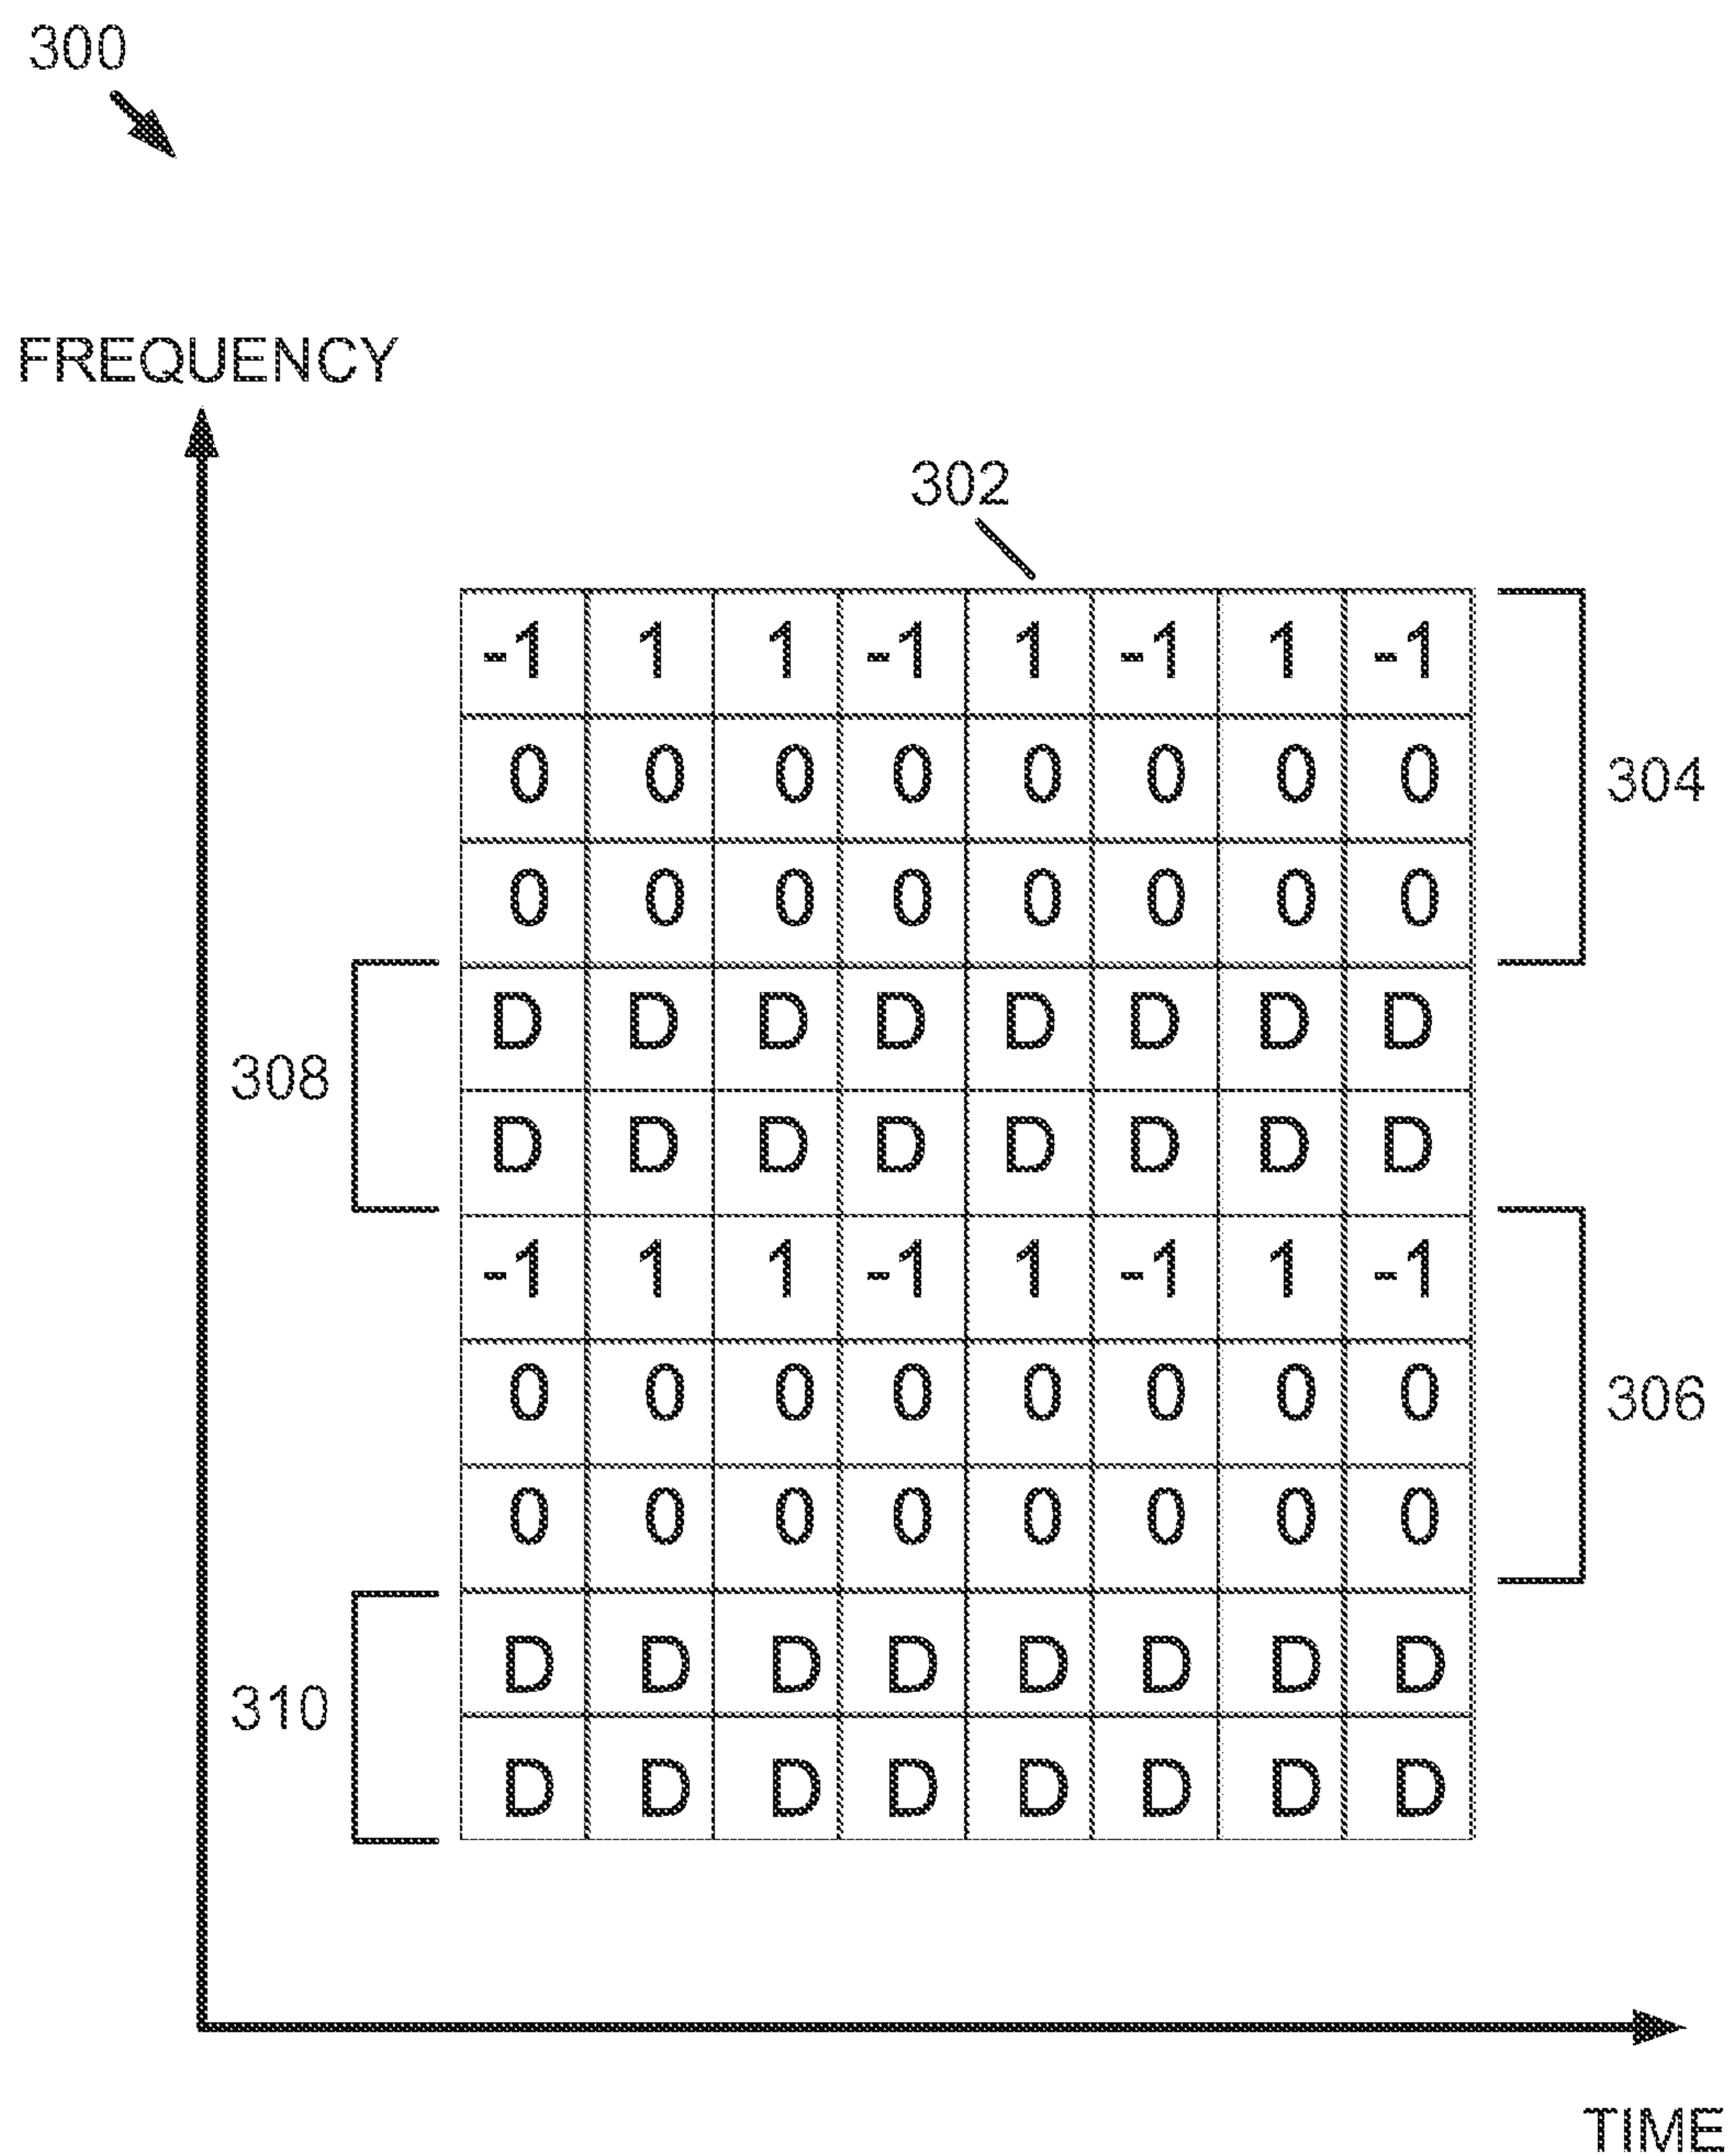 300
FREQUENCY
302
-1 1 1 -1 1 -1 1 -1
0 0 0 0 0 0 0 0
304
0 0 0 0 0 0 0 0
D D D D D D D D
308
D D D D D D D D
-1 1 1 -1 1 -1 1 -1
0 0 0 0 0 0 0 0
306
0 0 0 0 0 0 0 0
D D D D D D D D
310
D D D D D D D D
TIME